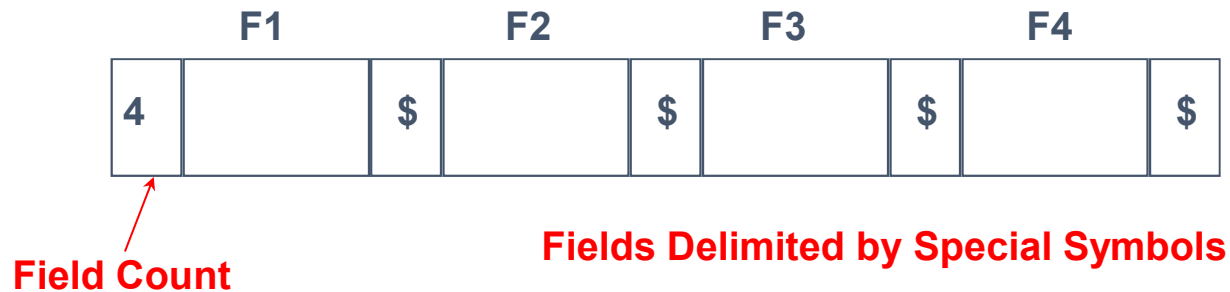 F1 F2 F3 F4
4 $ $ $ $
Fields Delimited by Special Symbols
Field Count